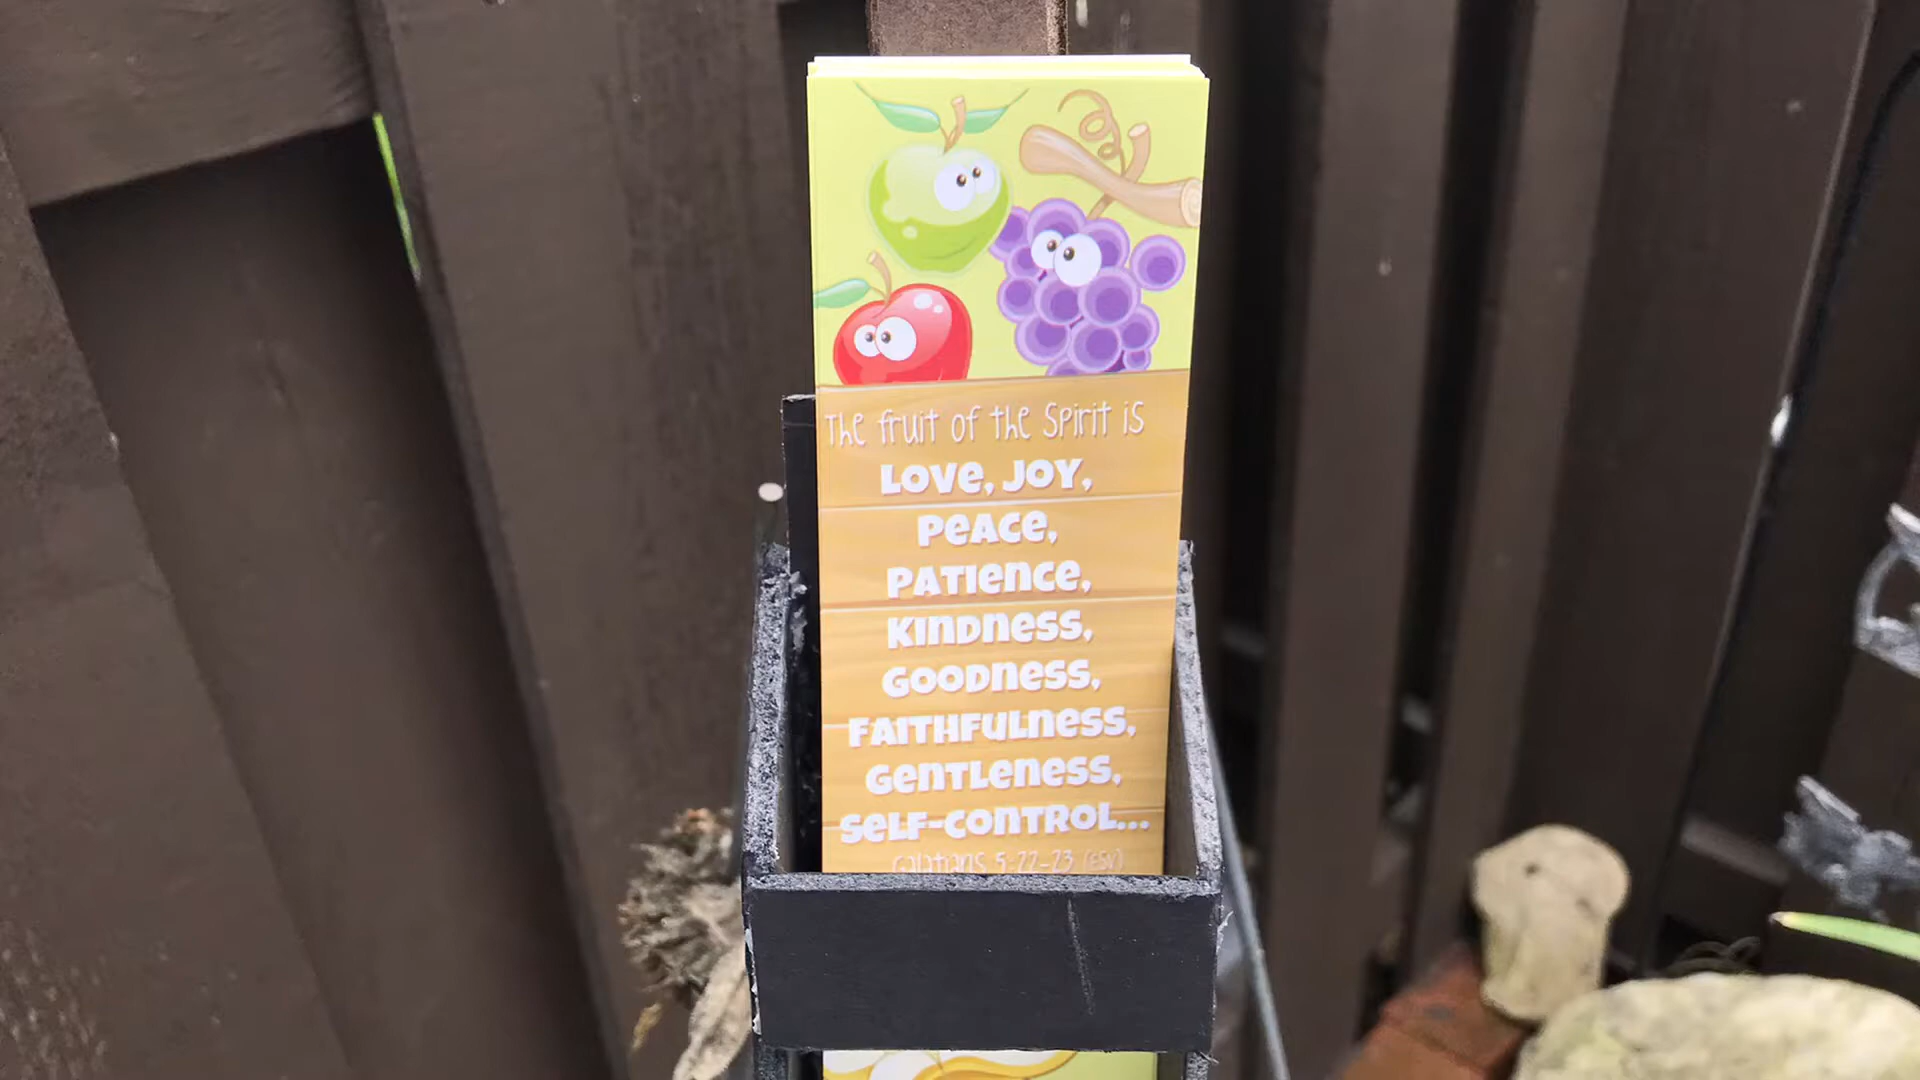 The fruit of the Spirit is
LOVE, JOY,
PEACE,
PATIENCE,
KINDNESS,
GOODNESS,
FAITHFULNESS,
GENTLENESS,
SELF-CONTROL...
Galatians 5:22-23 (ESV)